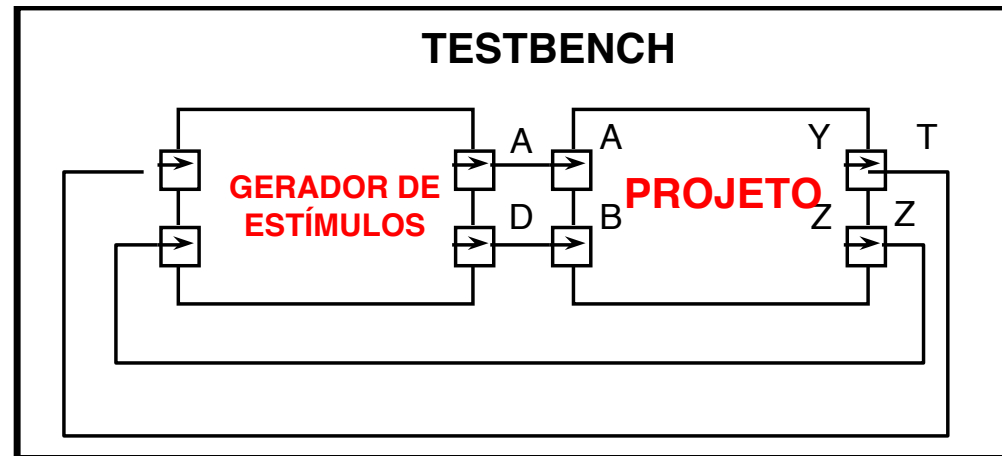 TESTBENCH
A
A
Y
T
GERADOR DE
ESTÍMULOS
PROJETO
D
B
Z
Z